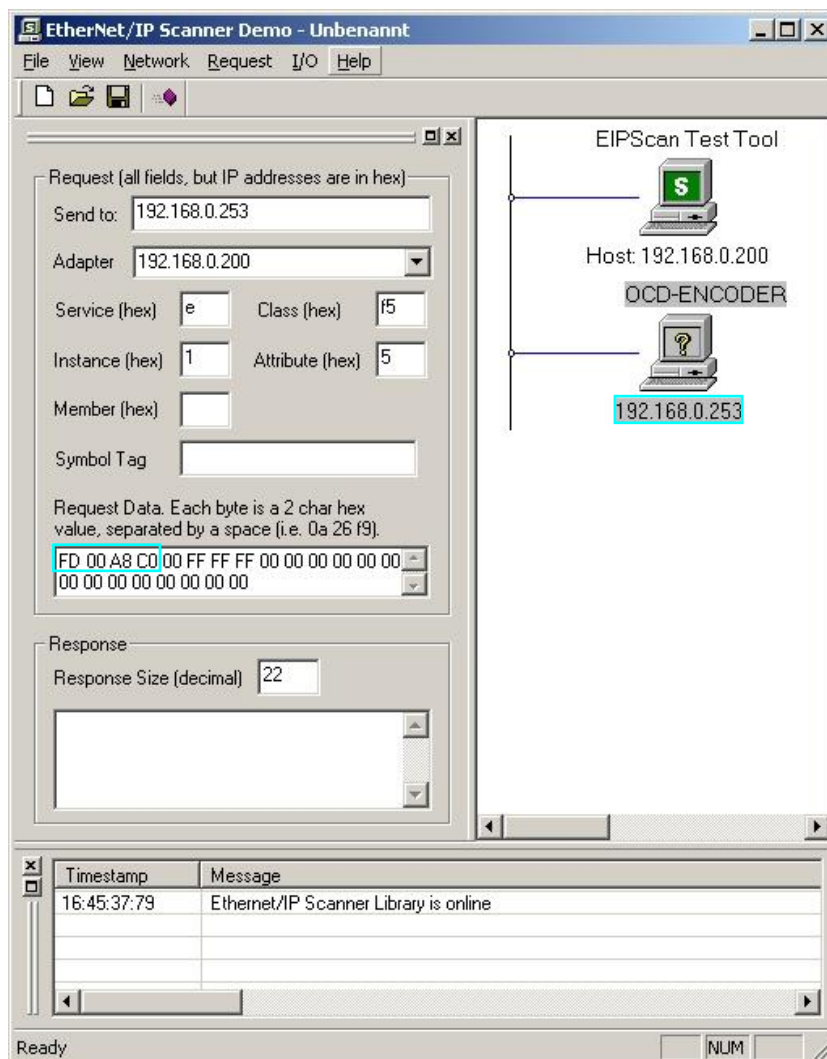 EtherNet/IP Scanner Demo - Unbenannt
File View Network Request I/O Help
Request (all fields, but IP addresses are in hex)
Send to: 192.168.0.253
Adapter 192.168.0.200
Service (hex) e Class (hex) f5
Instance (hex) 1 Attribute (hex) 5
Member (hex)
Symbol Tag
Request Data. Each byte is a 2 char hex
value, separated by a space (i.e. 0a 26 f9).
FD 00 A8 C0 00 FF FF FF 00 00 00 00 00 00
00 00 00 00 00 00 00 00
Response
Response Size (decimal) 22
EIPScan Test Tool
S
Host: 192.168.0.200
OCD-ENCODER
?
192.168.0.253
Timestamp Message
16:45:37:79 Ethernet/IP Scanner Library is online
Ready NUM